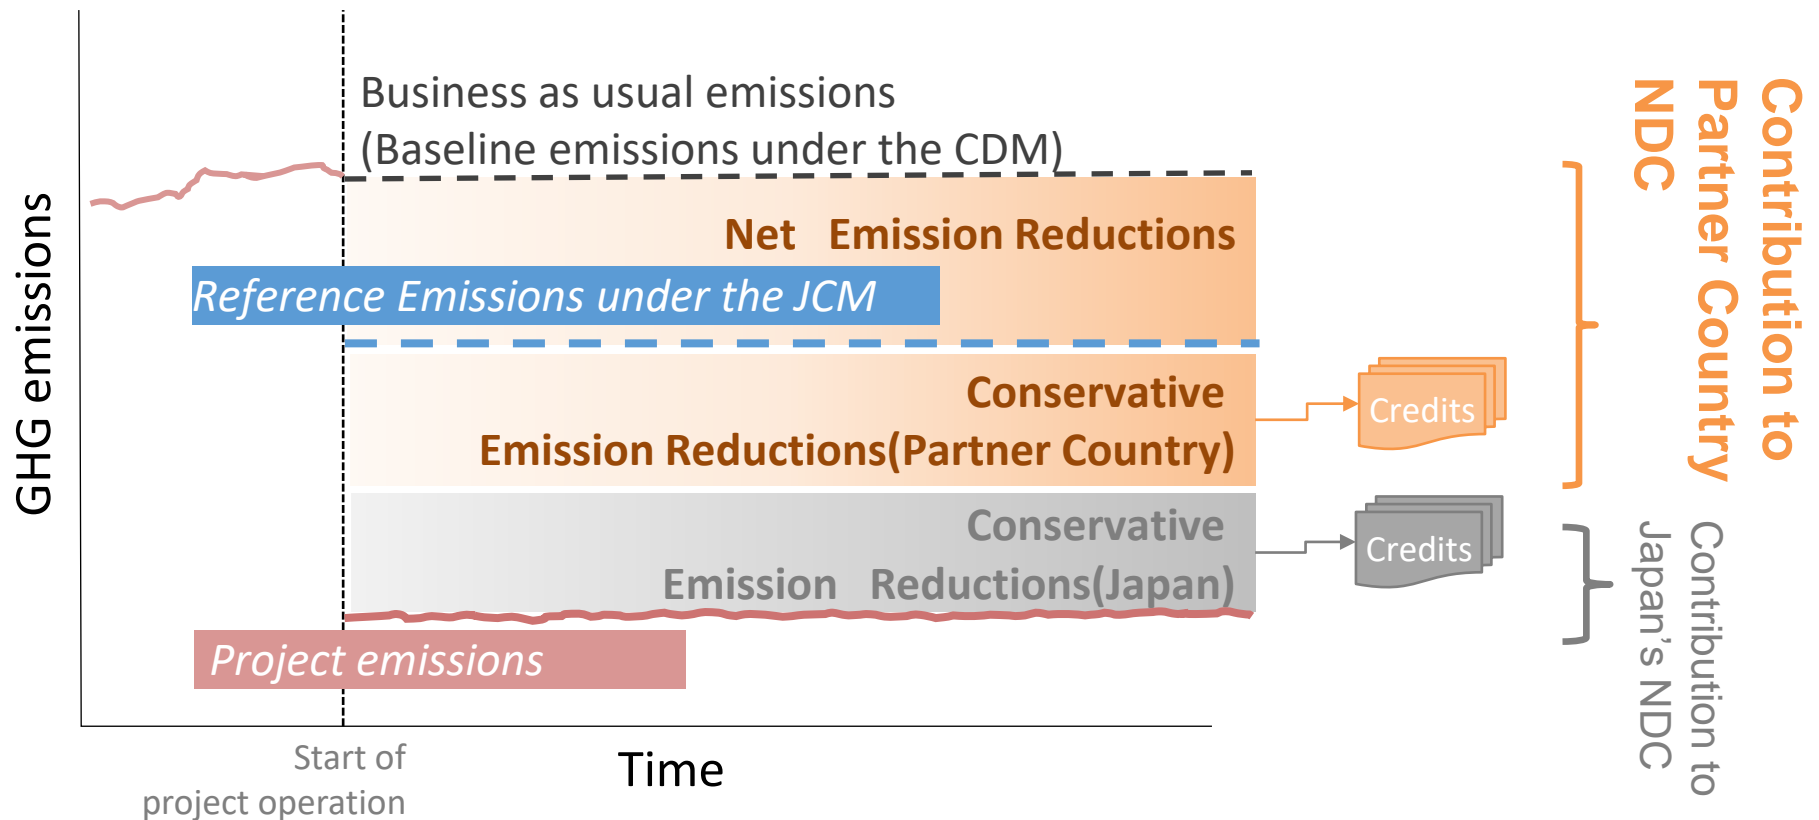 Business as usual emissions
(Baseline emissions under the CDM)
Net Emission Reductions
Reference Emissions under the JCM
Conservative
Emission Reductions(Partner Country)
Credits
Conservative
Emission Reductions(Japan)
Credits
Project emissions
GHG emissions
Start of
project operation
Time
Contribution to
Partner Country
NDC
Contribution to
Japan’s NDC